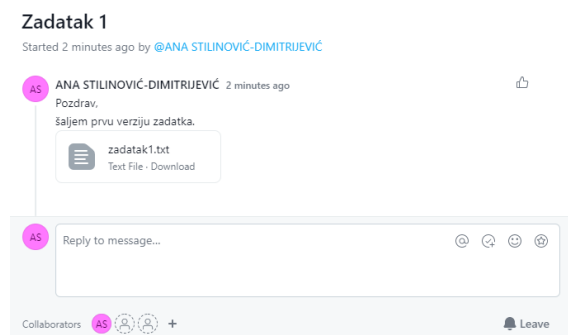 Zadatak 1
Started 2 minutes ago by @ANA STILINOVIĆ-DIMITRIJEVIĆ
AS
ANA STILINOVIĆ-DIMITRIJEVIĆ 2 minutes ago
Pozdrav,
šaljem prvu verziju zadatka.
zadatak1.txt
Text File · Download
AS
Reply to message...
Collaborators AS +
Leave